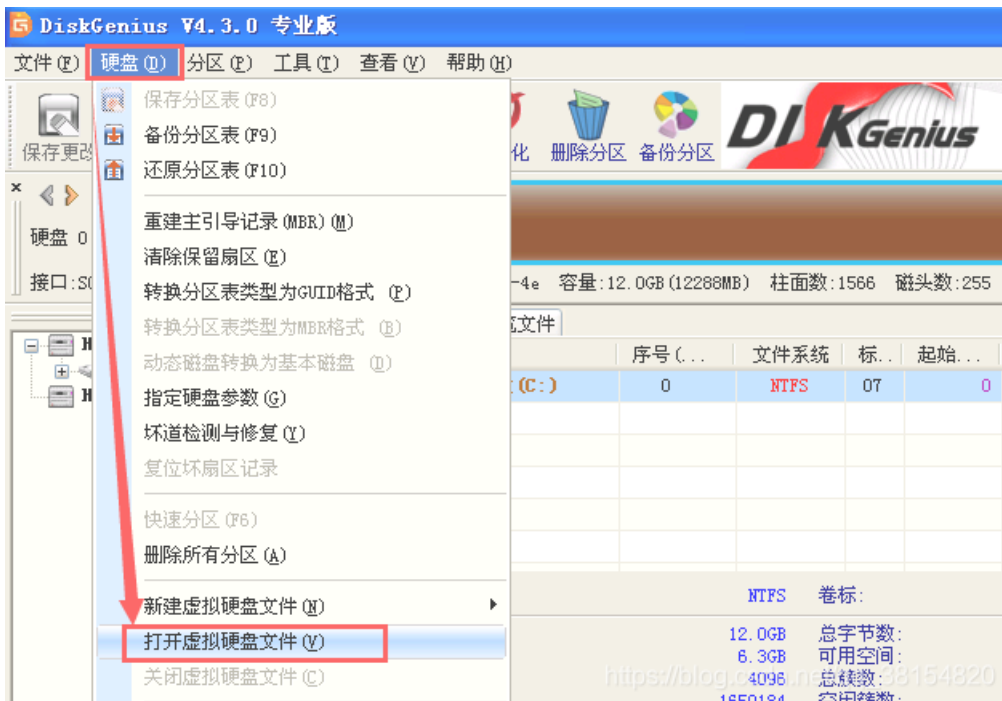 DiskGenius V4.3.0 专业版
文件(F) 硬盘(D) 分区(P) 工具(T) 查看(V) 帮助(H)
保存更改
保存分区表(F8)
备份分区表(F9)
还原分区表(F10)
重建主引导记录(MBR)(M)
清除保留扇区(E)
转换分区表类型为GUID格式 (P)
转换分区表类型为MBR格式 (B)
动态磁盘转换为基本磁盘 (D)
指定硬盘参数(G)
坏道检测与修复(Y)
复位坏扇区记录
快速分区(F6)
删除所有分区(A)
新建虚拟硬盘文件(N)
打开虚拟硬盘文件(V)
关闭虚拟硬盘文件(C)
化 删除分区 备份分区
DISKGenius
硬盘 0
接口:S
-4e 容量:12.0GB(12288MB) 柱面数:1566 磁头数:255
文件
序号(... 文件系统 标.. 起始...
(C:) 0 NTFS 07 0
H
H
NTFS 卷标:
12.0GB 总字节数:
6.3GB 可用空间:
4096 总簇数:
1650184 空闲簇数: